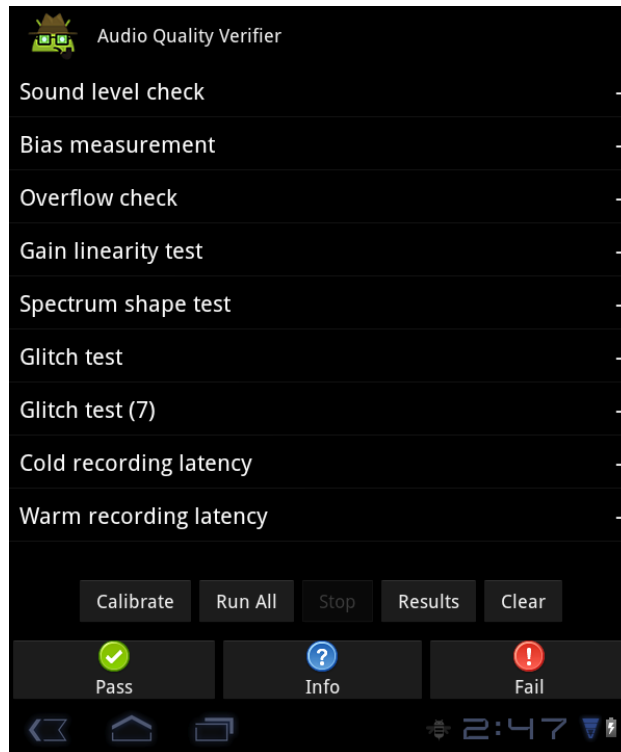 Audio Quality Verifier
Sound level check -
Bias measurement -
Overflow check -
Gain linearity test -
Spectrum shape test -
Glitch test -
Glitch test (7) -
Cold recording latency -
Warm recording latency -
Calibrate Run All Stop Results Clear
Pass Info Fail
2:47